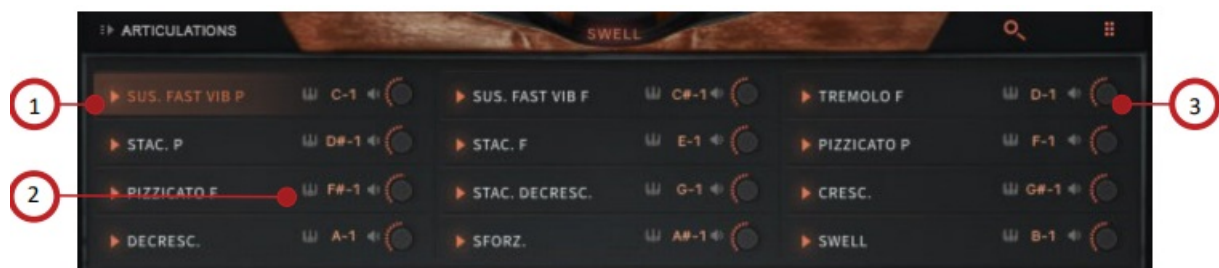 ARTICULATIONS SWELL
1 SUS. FAST VIB P C-1 SUS. FAST VIB F C#-1 TREMOLO F D-1 3
STAC. P D#-1 STAC. F E-1 PIZZICATO P F-1
2 PIZZICATO F F#-1 STAC. DECRESC. G-1 CRESC. G#-1
DECRESC. A-1 SFORZ. A#-1 SWELL B-1